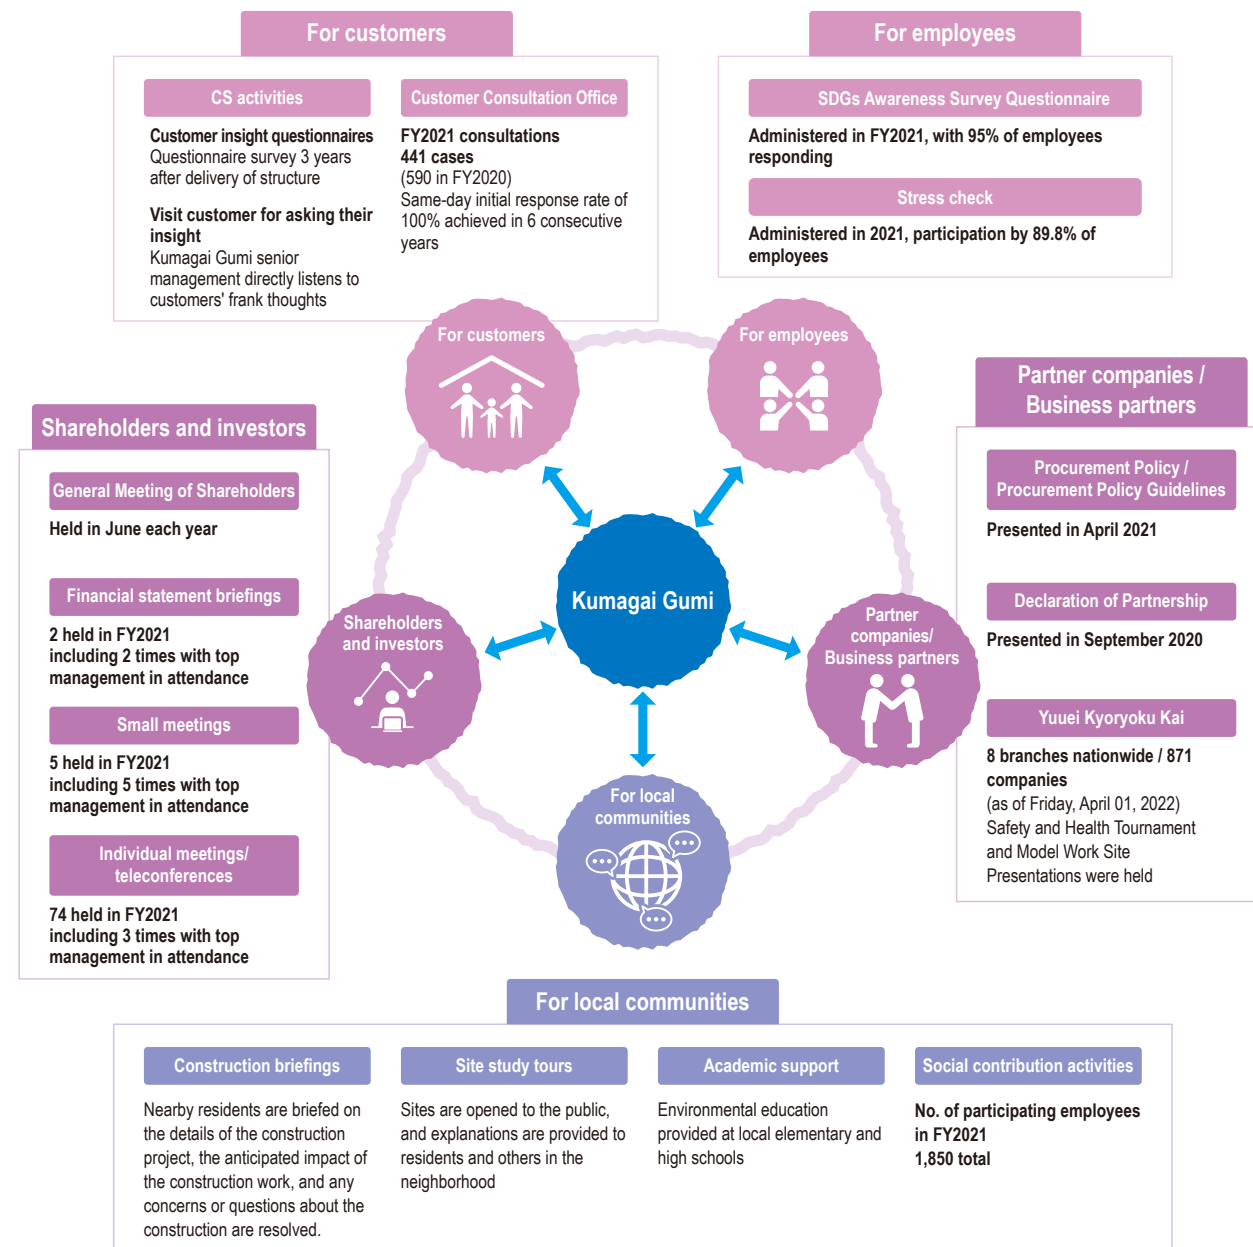 For customers
CS activities
Customer insight questionnaires
Questionnaire survey 3 years
after delivery of structure
Visit customer for asking their
insight
Kumagai Gumi senior
management directly listens to
customers' frank thoughts
Customer Consultation Office
FY2021 consultations
441 cases
(590 in FY2020)
Same-day initial response rate of
100% achieved in 6 consecutive
years
For employees
SDGs Awareness Survey Questionnaire
Administered in FY2021, with 95% of employees
responding
Stress check
Administered in 2021, participation by 89.8% of
employees
For customers
For employees
Kumagai Gumi
Shareholders
and investors
Partner
companies/
Business partners
For local
communities
Shareholders and investors
General Meeting of Shareholders
Held in June each year
Financial statement briefings
2 held in FY2021
including 2 times with top
management in attendance
Small meetings
5 held in FY2021
including 5 times with top
management in attendance
Individual meetings/
teleconferences
74 held in FY2021
including 3 times with top
management in attendance
Partner companies /
Business partners
Procurement Policy /
Procurement Policy Guidelines
Presented in April 2021
Declaration of Partnership
Presented in September 2020
Yuuei Kyoryoku Kai
8 branches nationwide / 871
companies
(as of Friday, April 01, 2022)
Safety and Health Tournament
and Model Work Site
Presentations were held
For local communities
Construction briefings
Nearby residents are briefed on
the details of the construction
project, the anticipated impact of
the construction work, and any
concerns or questions about the
construction are resolved.
Site study tours
Sites are opened to the public,
and explanations are provided to
residents and others in the
neighborhood
Academic support
Environmental education
provided at local elementary and
high schools
Social contribution activities
No. of participating employees
in FY2021
1,850 total